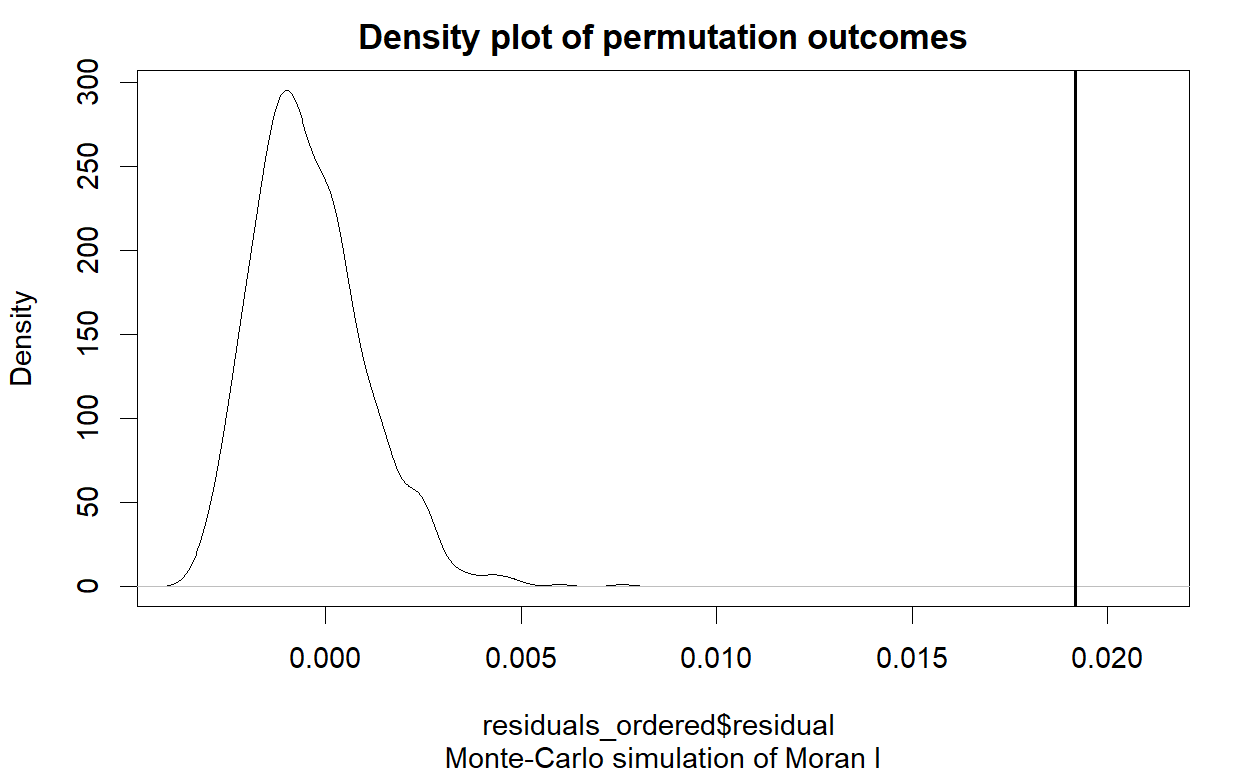 Density plot of permutation outcomes
300
250
200
150
100
50
0
Density
0.000 0.005 0.010 0.015 0.020
residuals_ordered$residual
Monte-Carlo simulation of Moran I